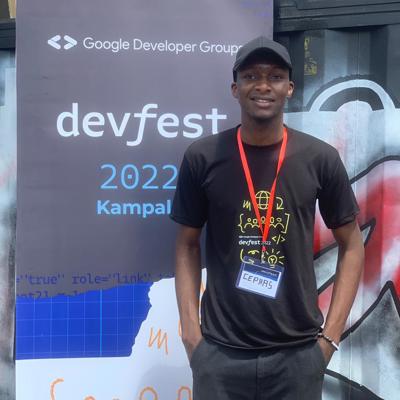 <> Google Developer Groups
devfest
2022
Kampal
="true" role="link"
devfest 2022
CEPHAS